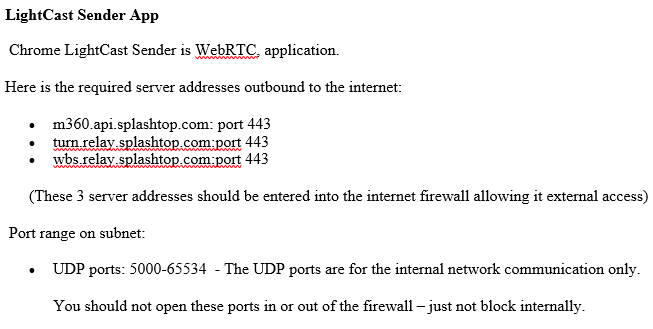 LightCast Sender App
Chrome LightCast Sender is WebRTC, application.
Here is the required server addresses outbound to the internet:
• m360.api.splashtop.com: port 443
• turn.relay.splashtop.com:port 443
• wbs.relay.splashtop.com:port 443
(These 3 server addresses should be entered into the internet firewall allowing it external access)
Port range on subnet:
• UDP ports: 5000-65534  - The UDP ports are for the internal network communication only.
You should not open these ports in or out of the firewall – just not block internally.